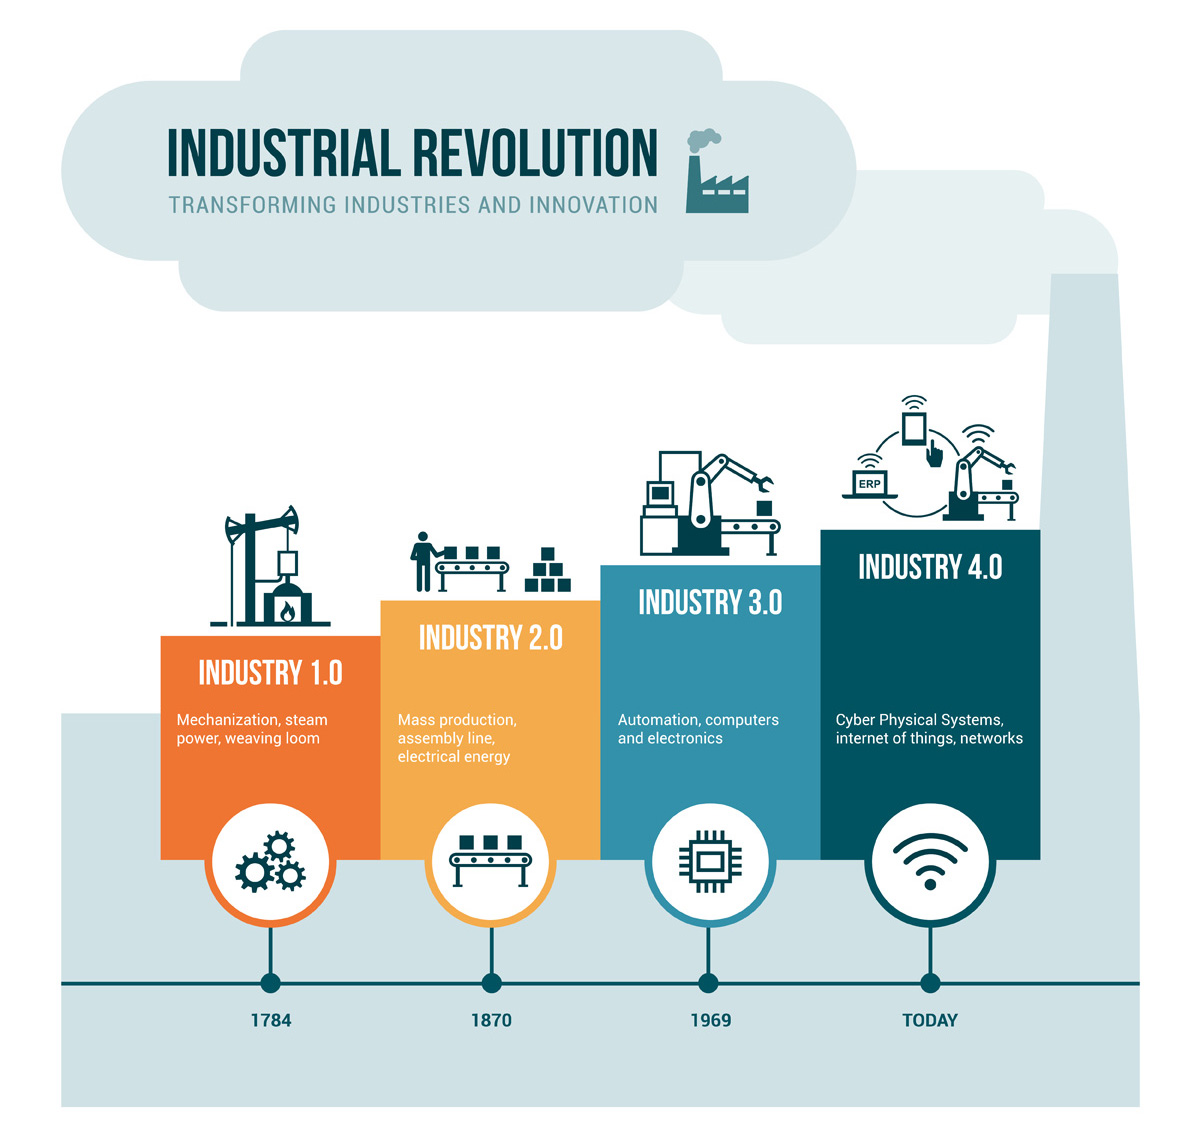 INDUSTRIAL REVOLUTION
TRANSFORMING INDUSTRIES AND INNOVATION
ERP
INDUSTRY 1.0
Mechanization, steam
power, weaving loom
INDUSTRY 2.0
Mass production,
assembly line,
electrical energy
INDUSTRY 3.0
Automation, computers
and electronics
INDUSTRY 4.0
Cyber Physical Systems,
internet of things, networks
1784
1870
1969
TODAY